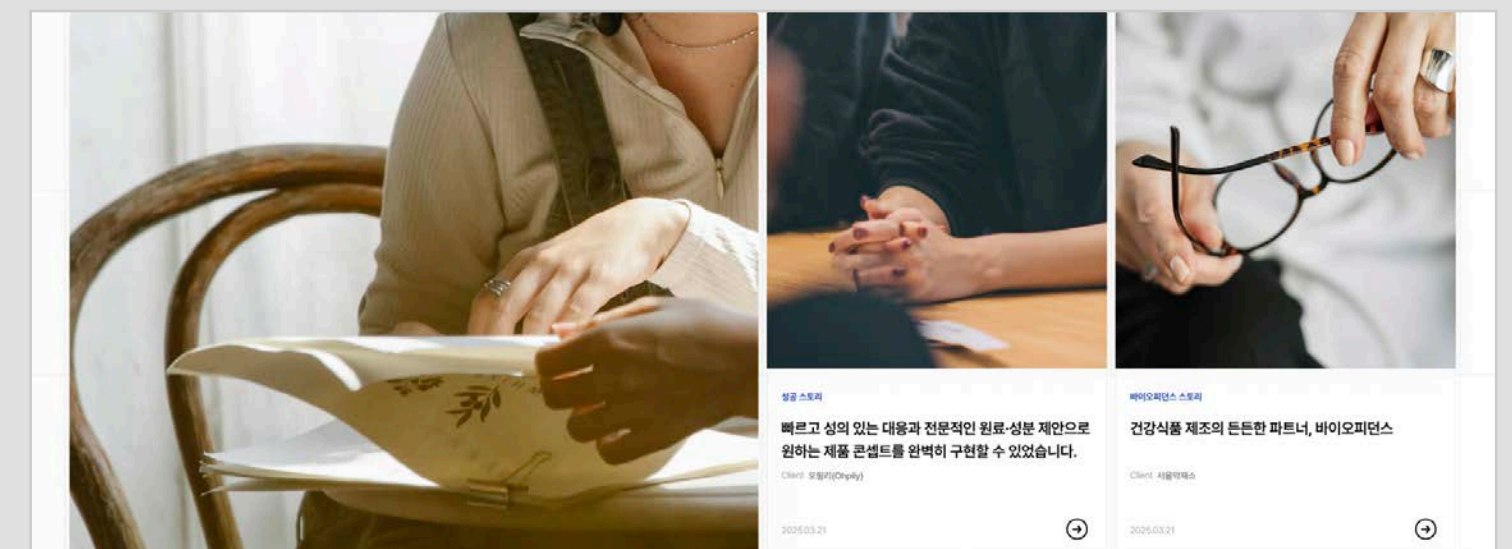 성공 스토리
빠르고 성의 있는 대응과 전문적인 원료·성분 제안으로
원하는 제품 콘셉트를 완벽히 구현할 수 있었습니다.
Client 오필리(Ohpily)
2025.03.21
바이오피던스 스토리
건강식품 제조의 든든한 파트너, 바이오피던스
Client 서울약재소
2025.03.21